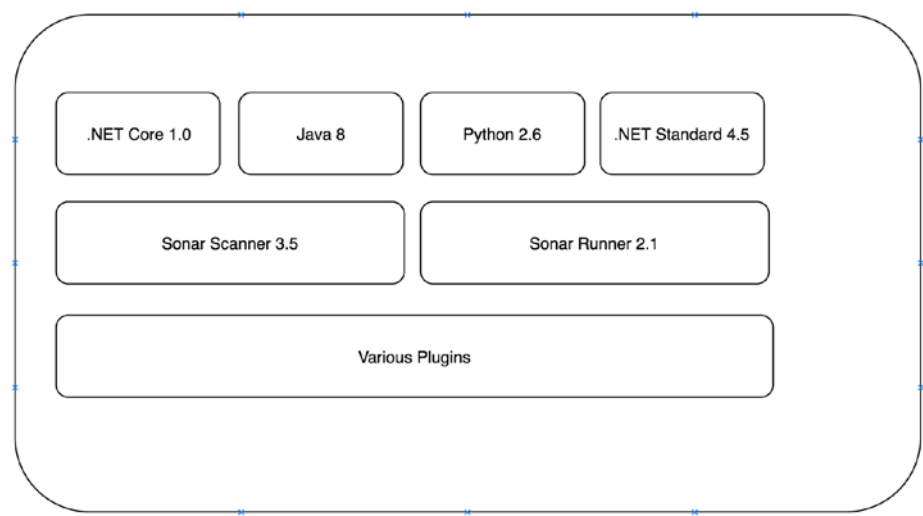 .NET Core 1.0
Java 8
Python 2.6
.NET Standard 4.5
Sonar Scanner 3.5
Sonar Runner 2.1
Various Plugins